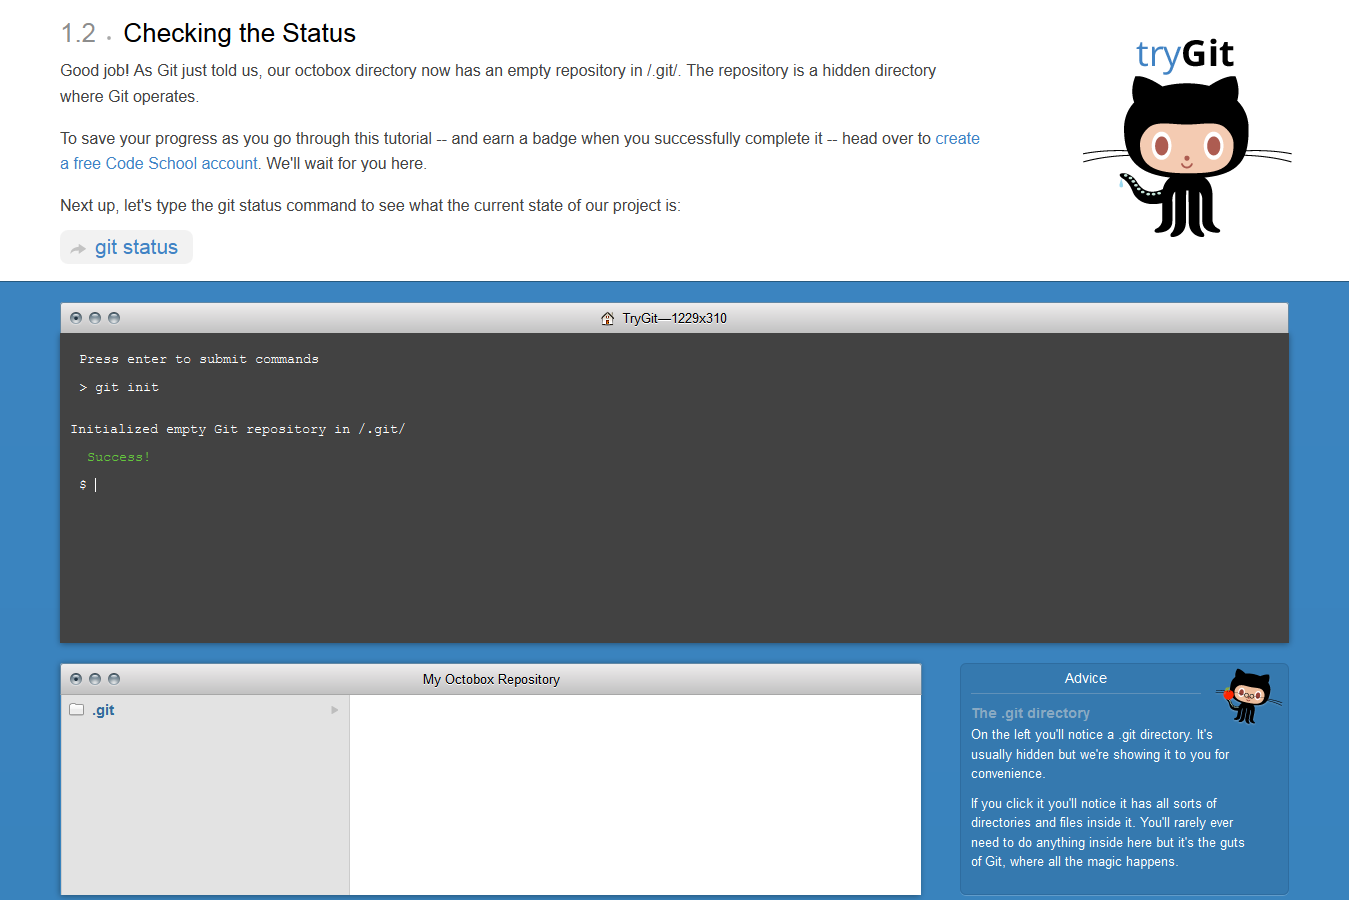 1.2 · Checking the Status
Good job! As Git just told us, our octobox directory now has an empty repository in /.git/. The repository is a hidden directory
where Git operates.
To save your progress as you go through this tutorial -- and earn a badge when you successfully complete it -- head over to create
a free Code School account. We'll wait for you here.
Next up, let's type the git status command to see what the current state of our project is:
git status
tryGit
TryGit—1229x310
Press enter to submit commands
> git init
Initialized empty Git repository in /.git/
Success!
$
My Octobox Repository
.git
Advice
The .git directory
On the left you'll notice a .git directory. It's
usually hidden but we're showing it to you for
convenience.
If you click it you'll notice it has all sorts of
directories and files inside it. You'll rarely ever
need to do anything inside here but it's the guts
of Git, where all the magic happens.